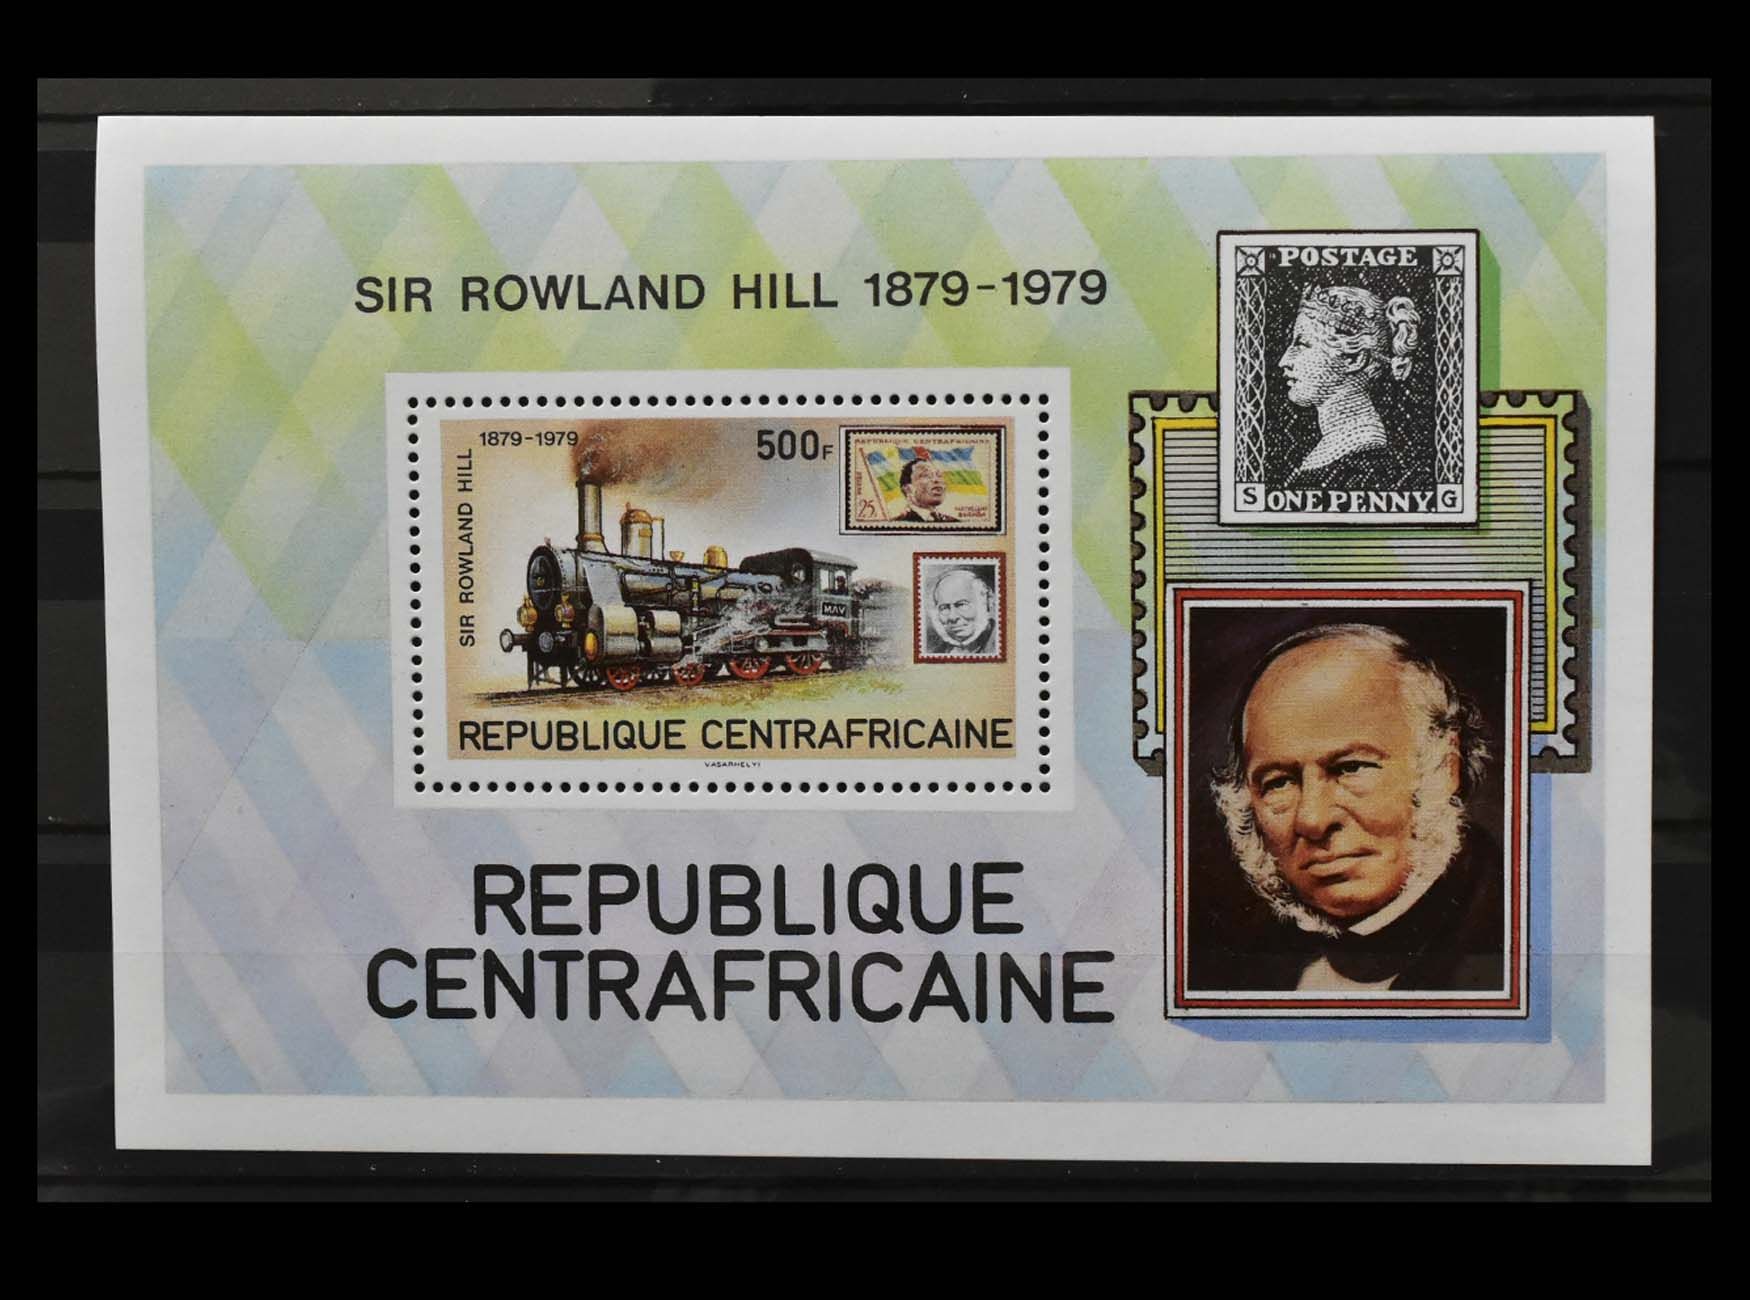 SIR ROWLAND HILL 1879-1979
POSTAGE
S ONE PENNY. G
1879-1979
500F
SIR ROWLAND HILL
REPUBLIQUE CENTRAFRICAINE
25F
MAV
REPUBLIQUE CENTRAFRICAINE
VASARHELYI
REPUBLIQUE
CENTRAFRICAINE